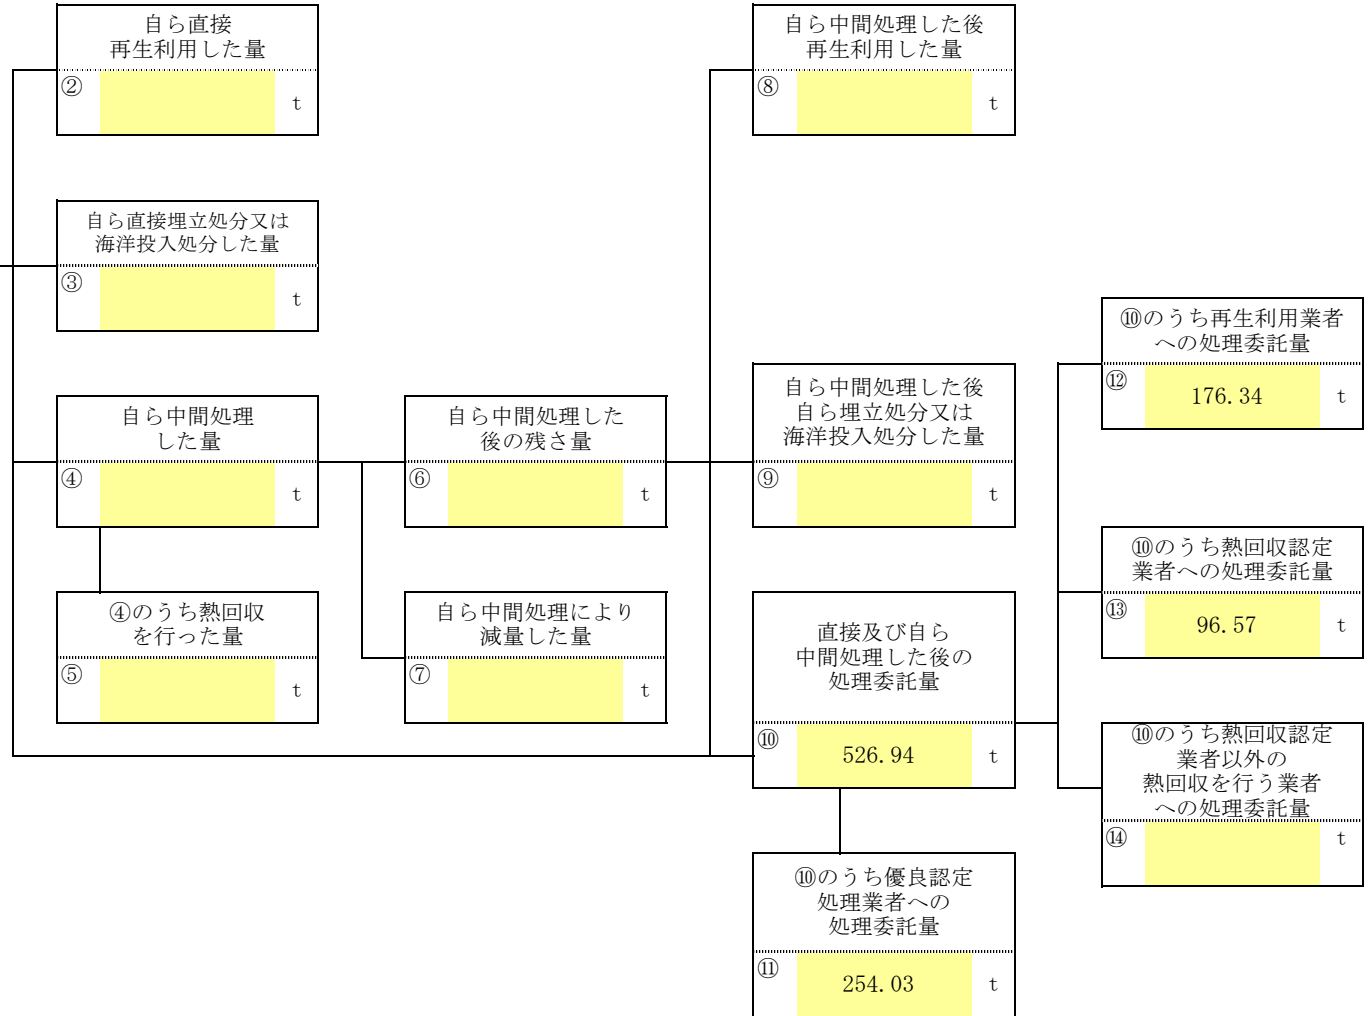 自ら直接
再生利用した量
②
t
自ら中間処理した後
再生利用した量
⑧
t
自ら直接埋立処分又は
海洋投入処分した量
③
t
⑩のうち再生利用業者
への処理委託量
⑫
176.34
t
自ら中間処理
した量
④
t
自ら中間処理した
後の残さ量
⑥
t
自ら中間処理した後
自ら埋立処分又は
海洋投入処分した量
⑨
t
⑩のうち熱回収認定
業者への処理委託量
⑬
96.57
t
④のうち熱回収
を行った量
⑤
t
自ら中間処理により
減量した量
⑦
t
直接及び自ら
中間処理した後の
処理委託量
⑩
526.94
t
⑩のうち熱回収認定
業者以外の
熱回収を行う業者
への処理委託量
⑭
t
⑩のうち優良認定
処理業者への
処理委託量
⑪
254.03
t